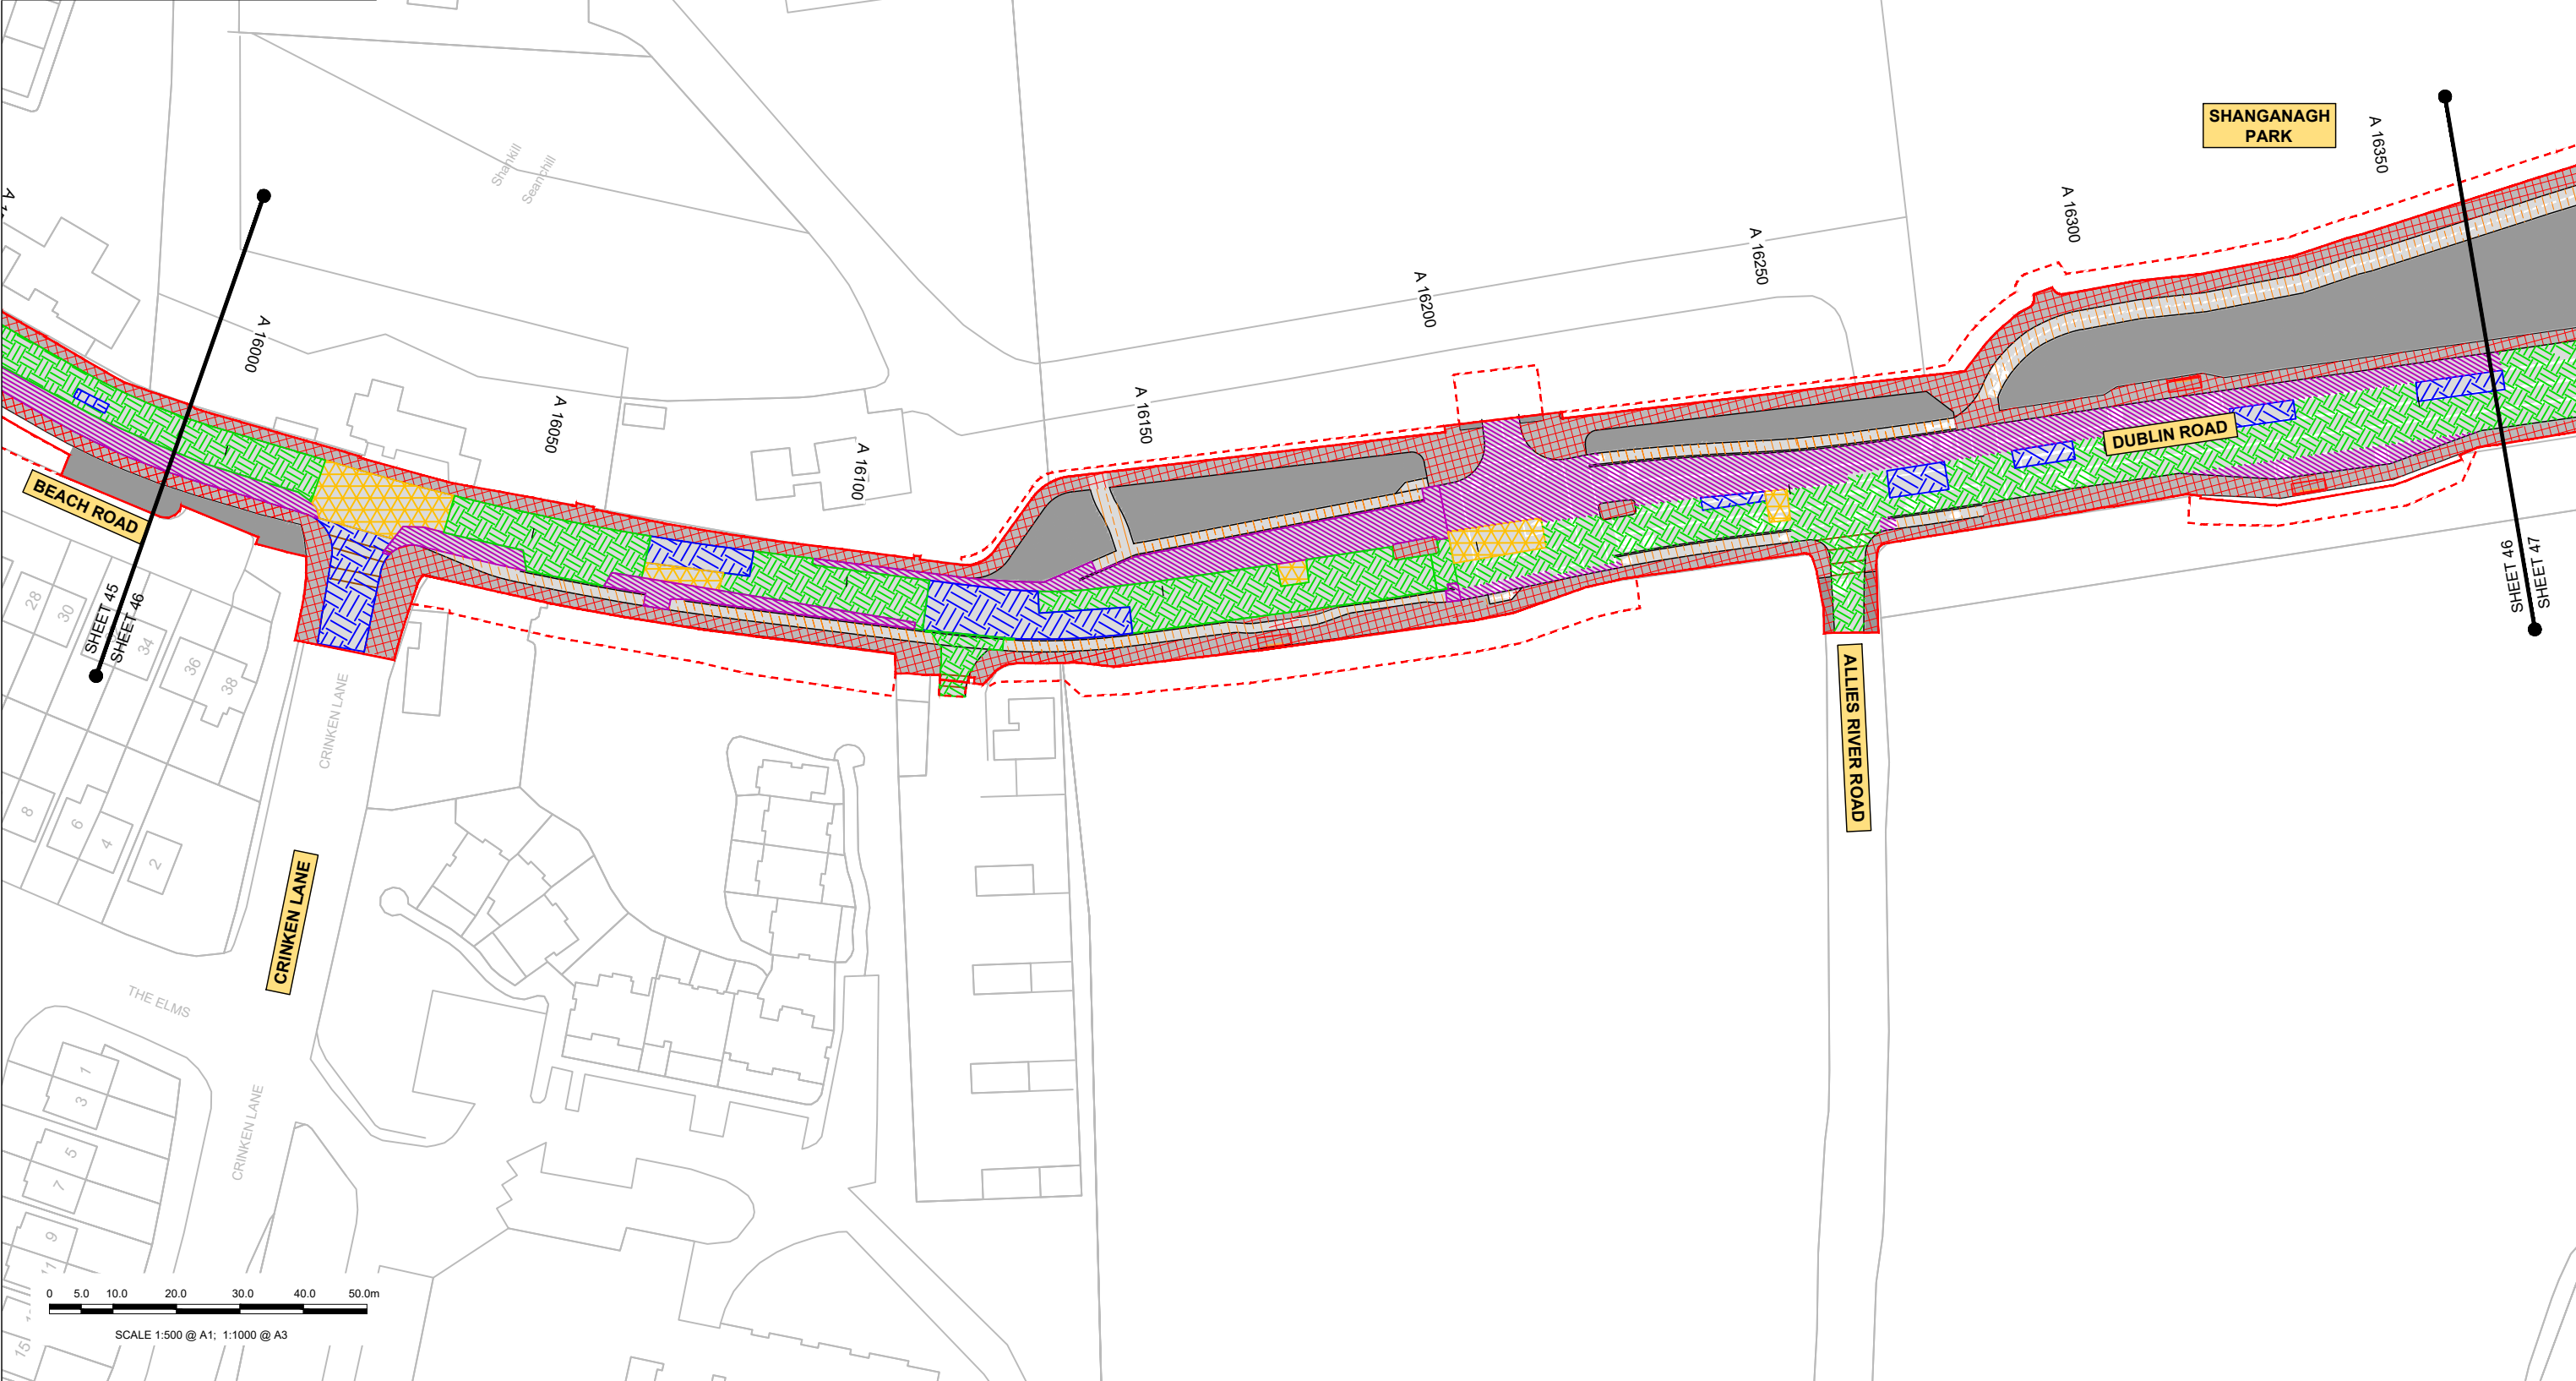 SHANGANAGH
PARK
A 16350
A 16300
A 16250
A 16200
A 16150
A 16100
A 16050
A 16000
Shankill
Seanchill
DUBLIN ROAD
BEACH ROAD
SHEET 45
SHEET 46
SHEET 46
SHEET 47
ALLIES RIVER ROAD
CRINKEN LANE
CRINKEN LANE
CRINKEN LANE
THE ELMS
28
30
34
36
38
8
6
4
2
1
3
5
7
9
11
15
0 5.0 10.0 20.0 30.0 40.0 50.0m
SCALE 1:500 @ A1; 1:1000 @ A3